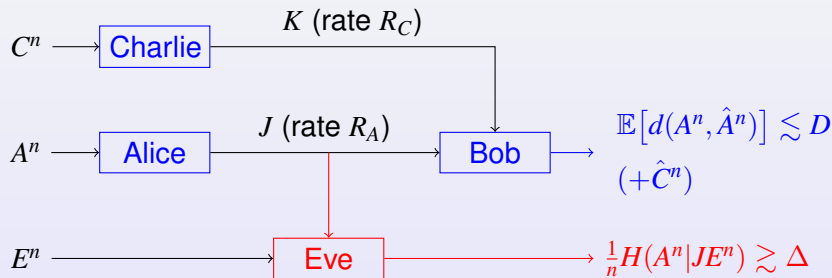 K (rate R_C)
C^n Charlie
J (rate R_A)
A^n Alice Bob 𝔼[d(A^n, Â^n)] ≲ D
(+Ĉ^n)
E^n Eve 1/n H(A^n|JE^n) ≳ Δ